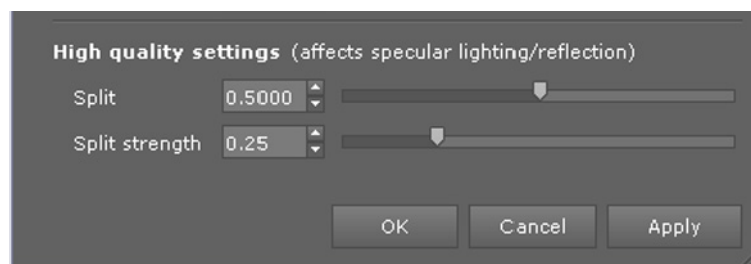 High quality settings (affects specular lighting/reflection)
Split 0.5000
Split strength 0.25
OK Cancel Apply